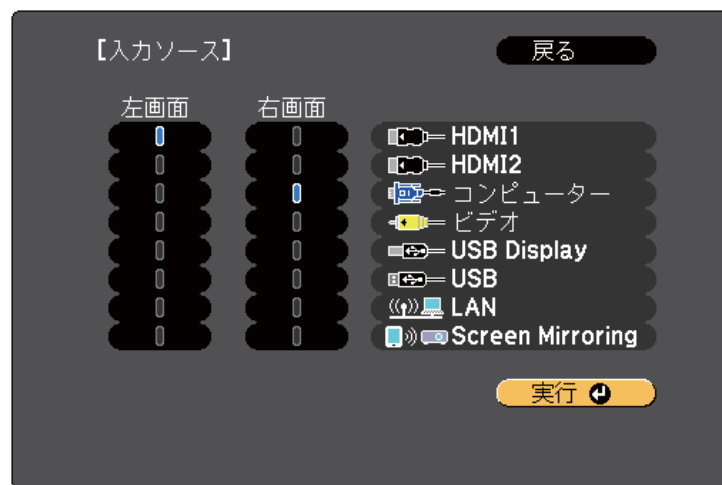 【入力ソース】 戻る
左画面 右画面
HDMI1
HDMI2
コンピューター
ビデオ
USB Display
USB
LAN
Screen Mirroring
実行